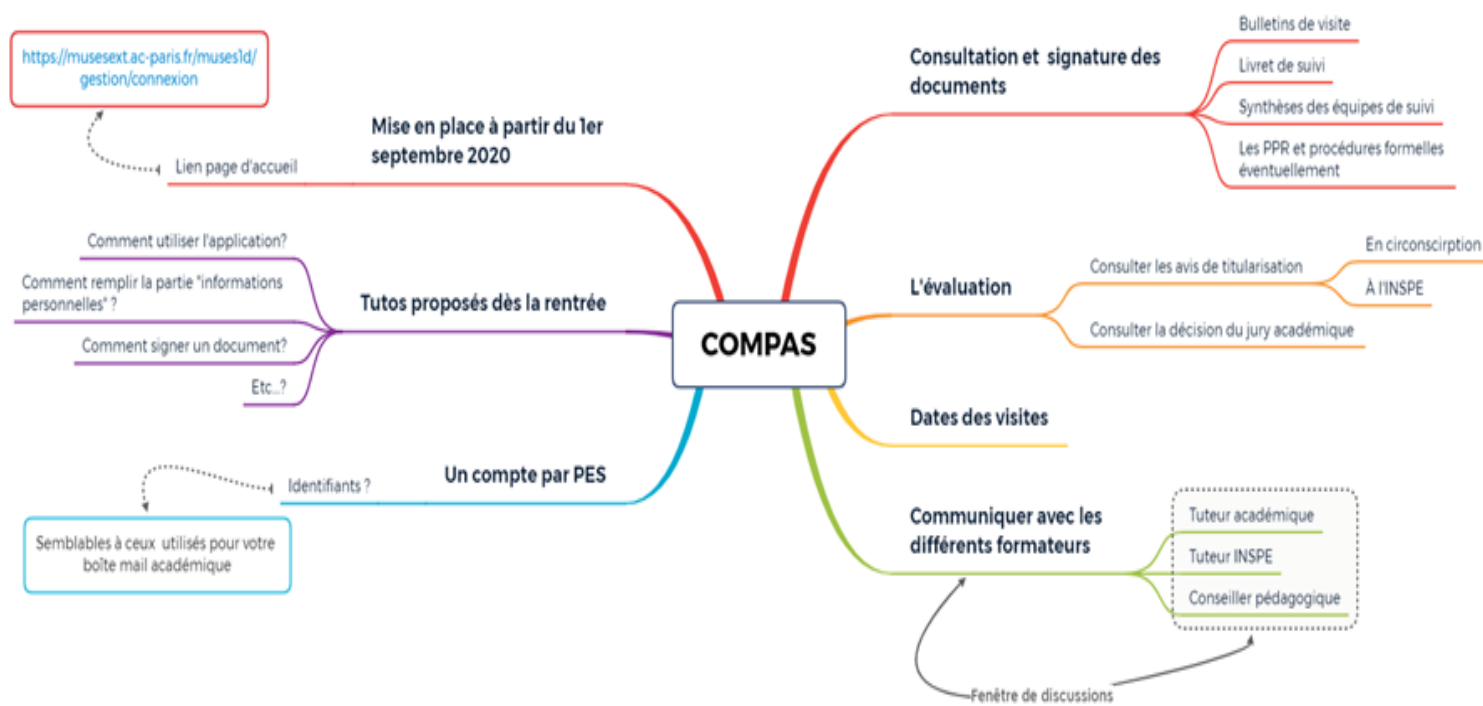 https://musesext.ac-paris.fr/muses1d/
gestion/connexion
Mise en place à partir du 1er
septembre 2020
Lien page d'accueil
Comment utiliser l'application?
Comment remplir la partie "informations
personnelles" ?
Tutos proposés dès la rentrée
Comment signer un document?
Etc...?
Un compte par PES
Identifiants ?
Semblables à ceux utilisés pour votre
boîte mail académique
COMPAS
Consultation et signature des
documents
Bulletins de visite
Livret de suivi
Synthèses des équipes de suivi
Les PPR et procédures formelles
éventuellement
L'évaluation
Consulter les avis de titularisation
En circonscirption
À l'INSPE
Consulter la décision du jury académique
Dates des visites
Communiquer avec les
différents formateurs
Tuteur académique
Tuteur INSPE
Conseiller pédagogique
Fenêtre de discussions